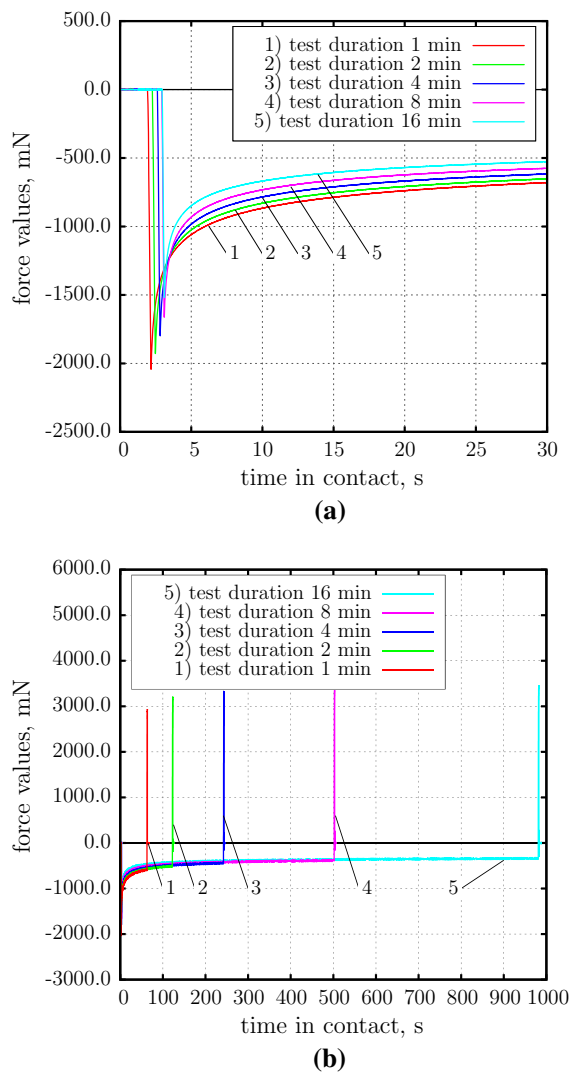 500.0
0.0
-500.0
-1000.0
-1500.0
-2000.0
-2500.0
force values, mN
1) test duration 1 min
2) test duration 2 min
3) test duration 4 min
4) test duration 8 min
5) test duration 16 min
1 2 3 4 5
0 5 10 15 20 25 30
time in contact, s
(a)
6000.0
5000.0
4000.0
3000.0
2000.0
1000.0
0.0
-1000.0
-2000.0
-3000.0
force values, mN
5) test duration 16 min
4) test duration 8 min
3) test duration 4 min
2) test duration 2 min
1) test duration 1 min
1 2 3 4 5
0 100 200 300 400 500 600 700 800 900 1000
time in contact, s
(b)